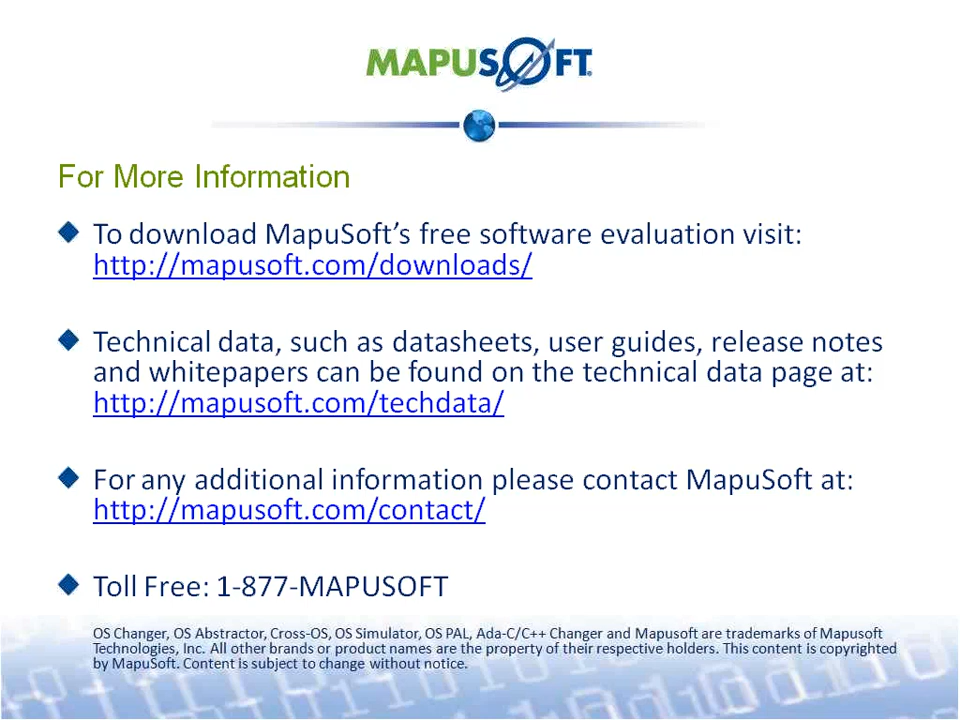 MAPUSOFT.
For More Information
To download MapuSoft's free software evaluation visit:
http://mapusoft.com/downloads/
Technical data, such as datasheets, user guides, release notes
and whitepapers can be found on the technical data page at:
http://mapusoft.com/techdata/
For any additional information please contact MapuSoft at:
http://mapusoft.com/contact/
Toll Free: 1-877-MAPUSOFT
OS Changer, OS Abstractor, Cross-OS, OS Simulator, OS PAL, Ada-C/C++ Changer and Mapusoft are trademarks of Mapusoft
Technologies, Inc. All other brands or product names are the property of their respective holders. This content is copyrighted
by MapuSoft. Content is subject to change without notice.